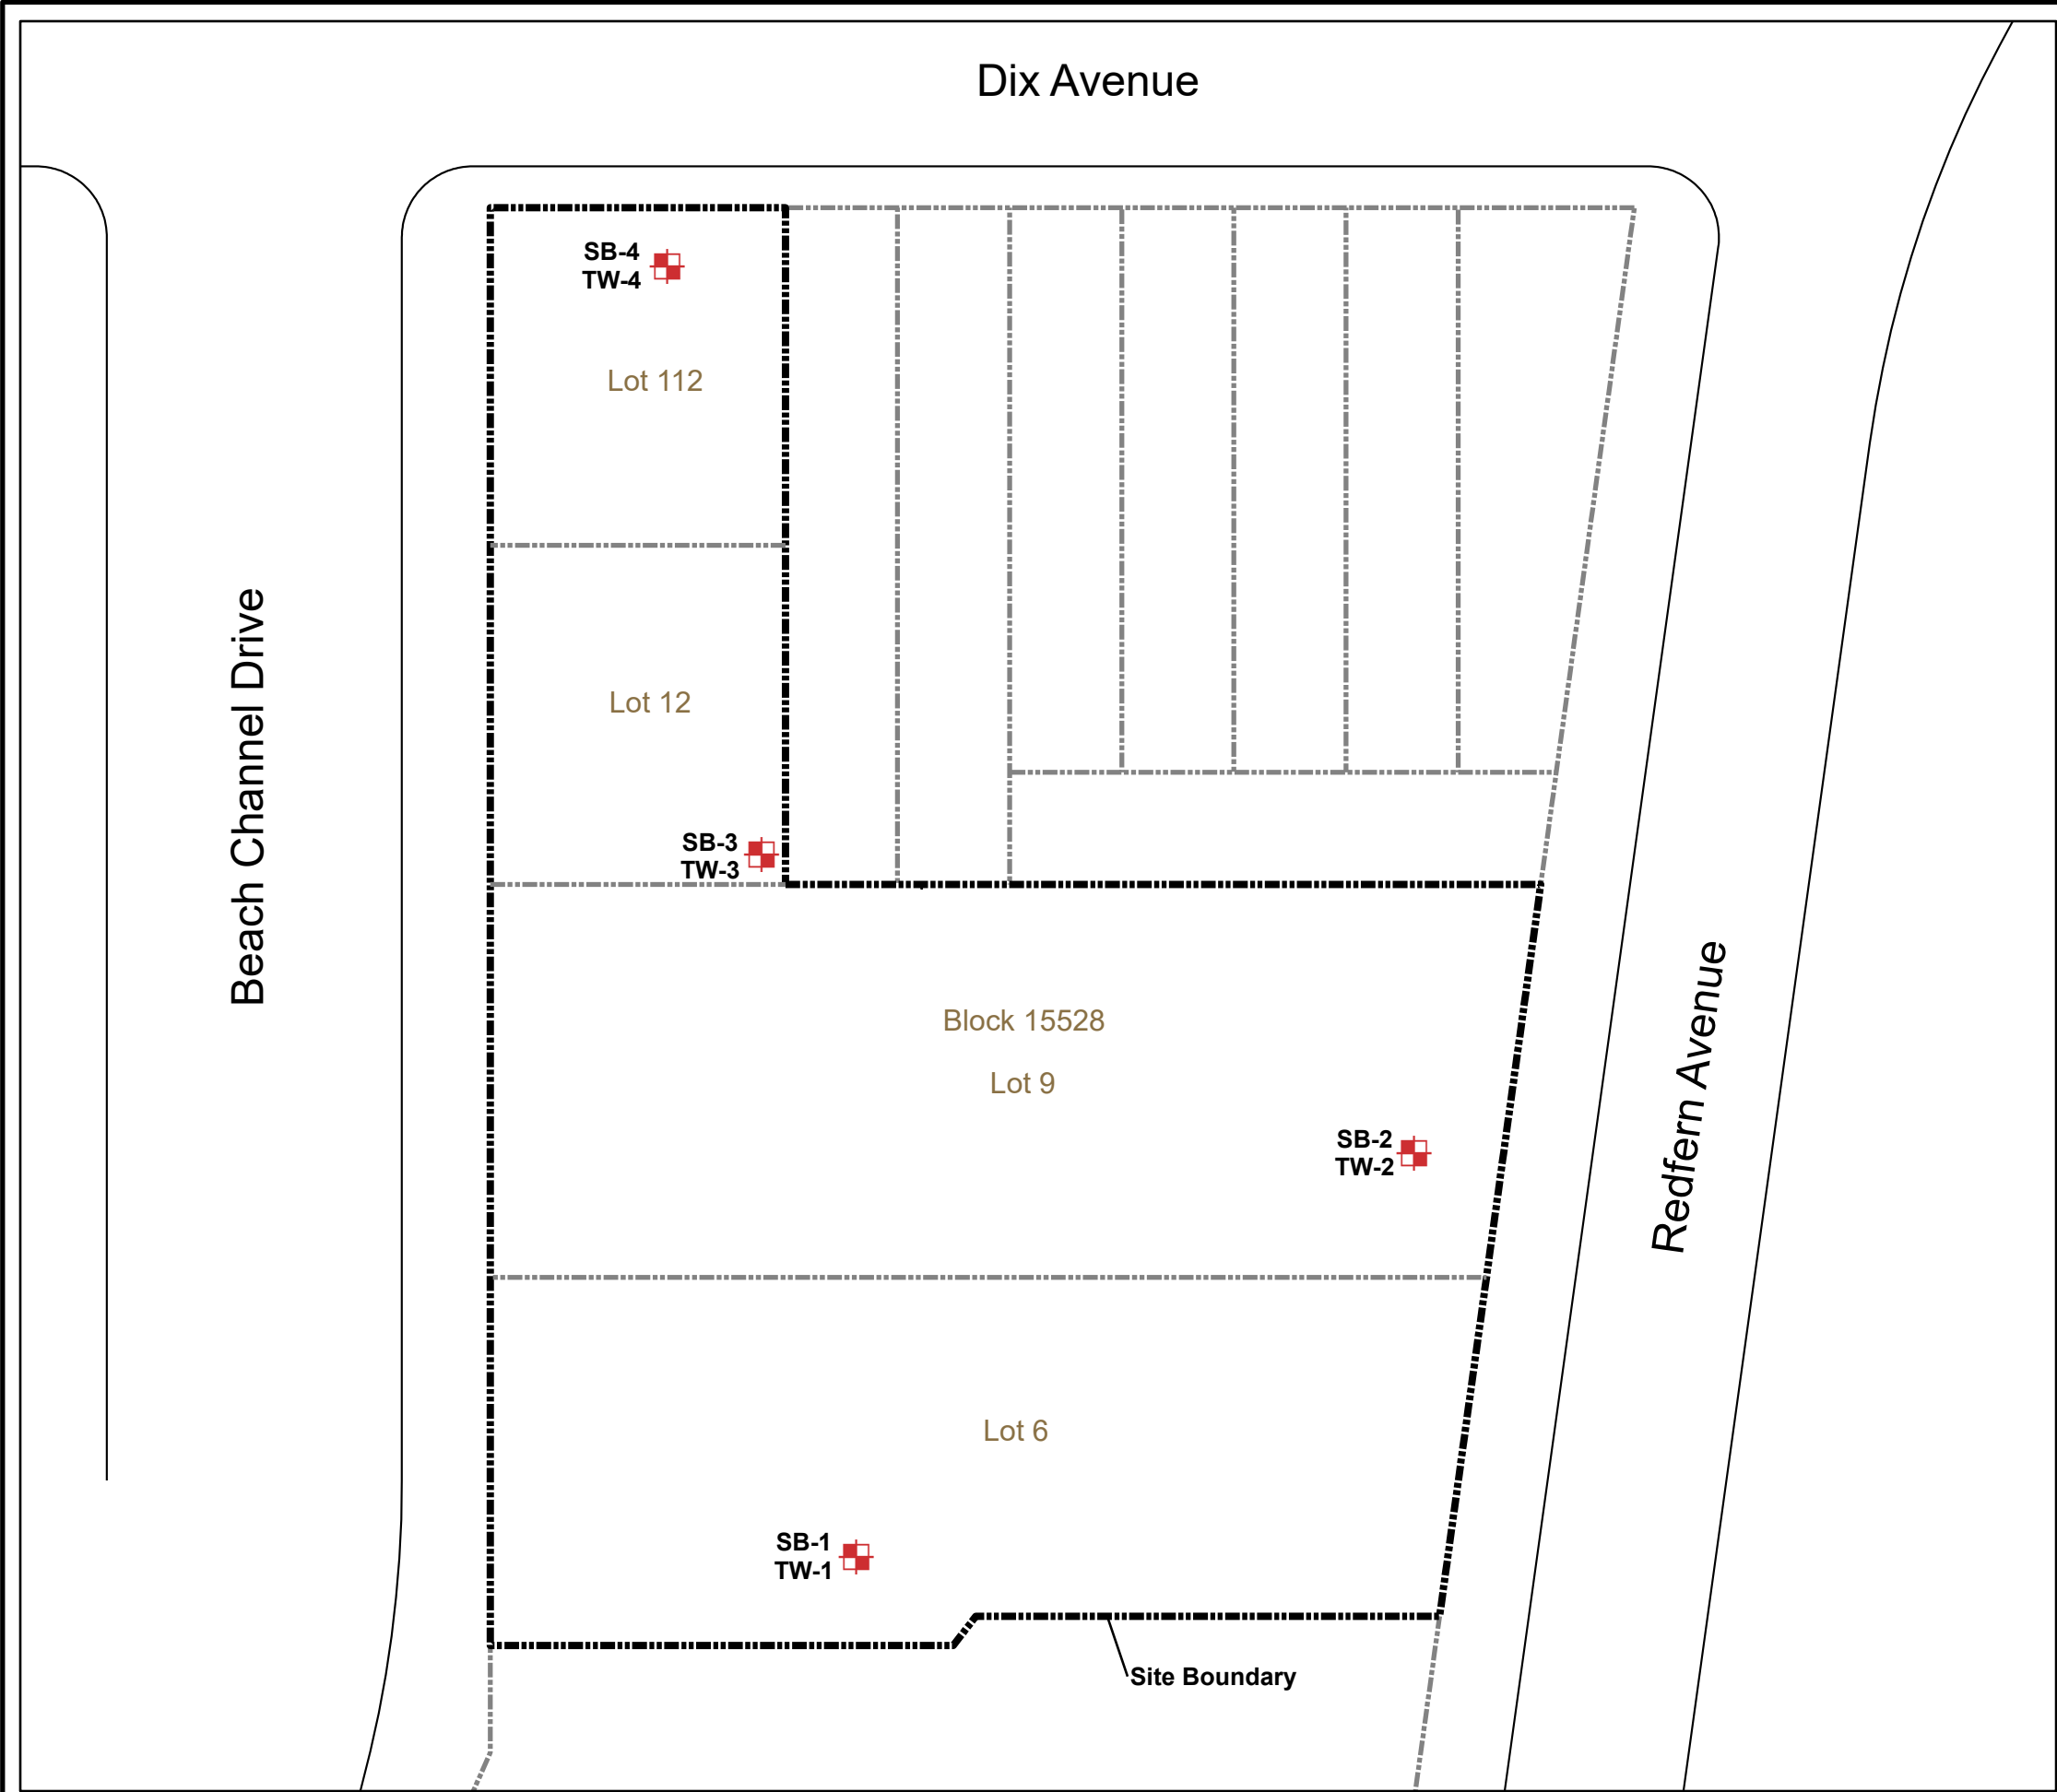 Dix Avenue
SB-4
TW-4
Lot 112
Beach Channel Drive
Lot 12
SB-3
TW-3
Block 15528
Lot 9
Redfern Avenue
SB-2
TW-2
Lot 6
SB-1
TW-1
Site Boundary